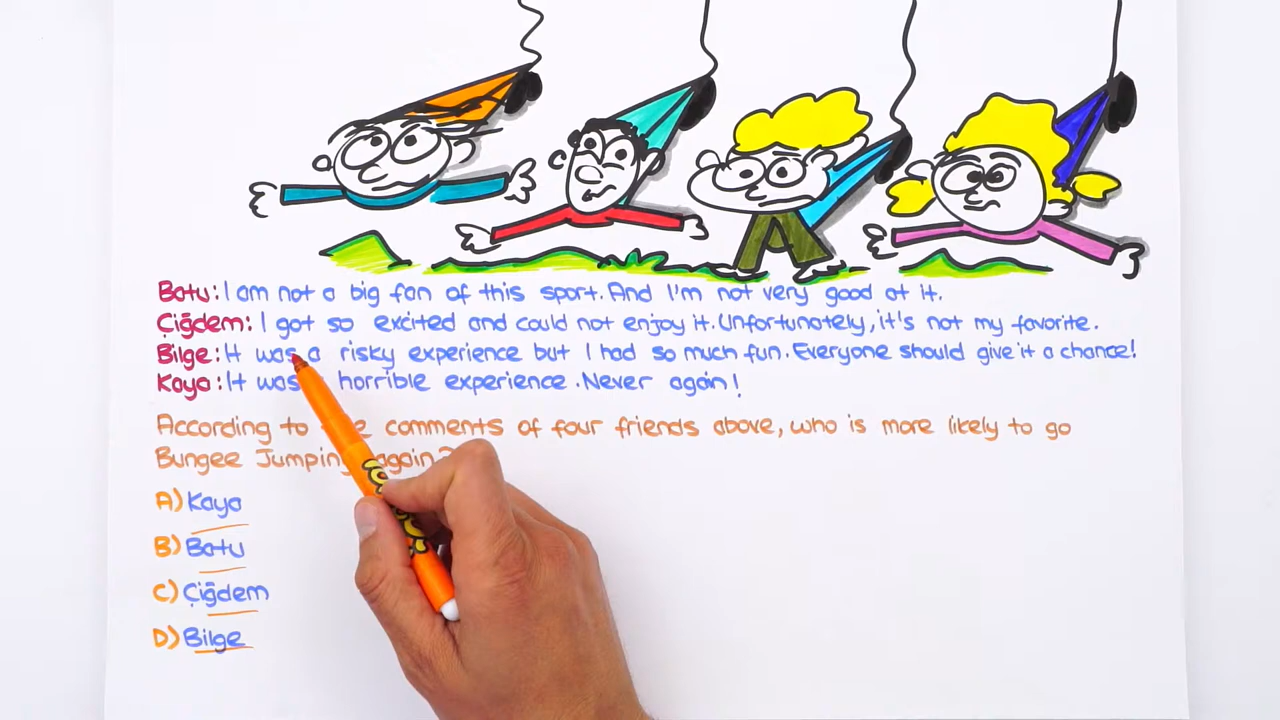 Batu: I am not a big fan of this sport. And I'm not very good at it.
Çiğdem: I got so excited and could not enjoy it. Unfortunately, it's not my favorite.
Bilge: It was a risky experience but I had so much fun. Everyone should give it a chance!
Kaya: It was horrible experience. Never again!
According to comments of four friends above, who is more likely to go
Bungee Jumping again?
A) Kaya
B) Batu
C) Çiğdem
D) Bilge